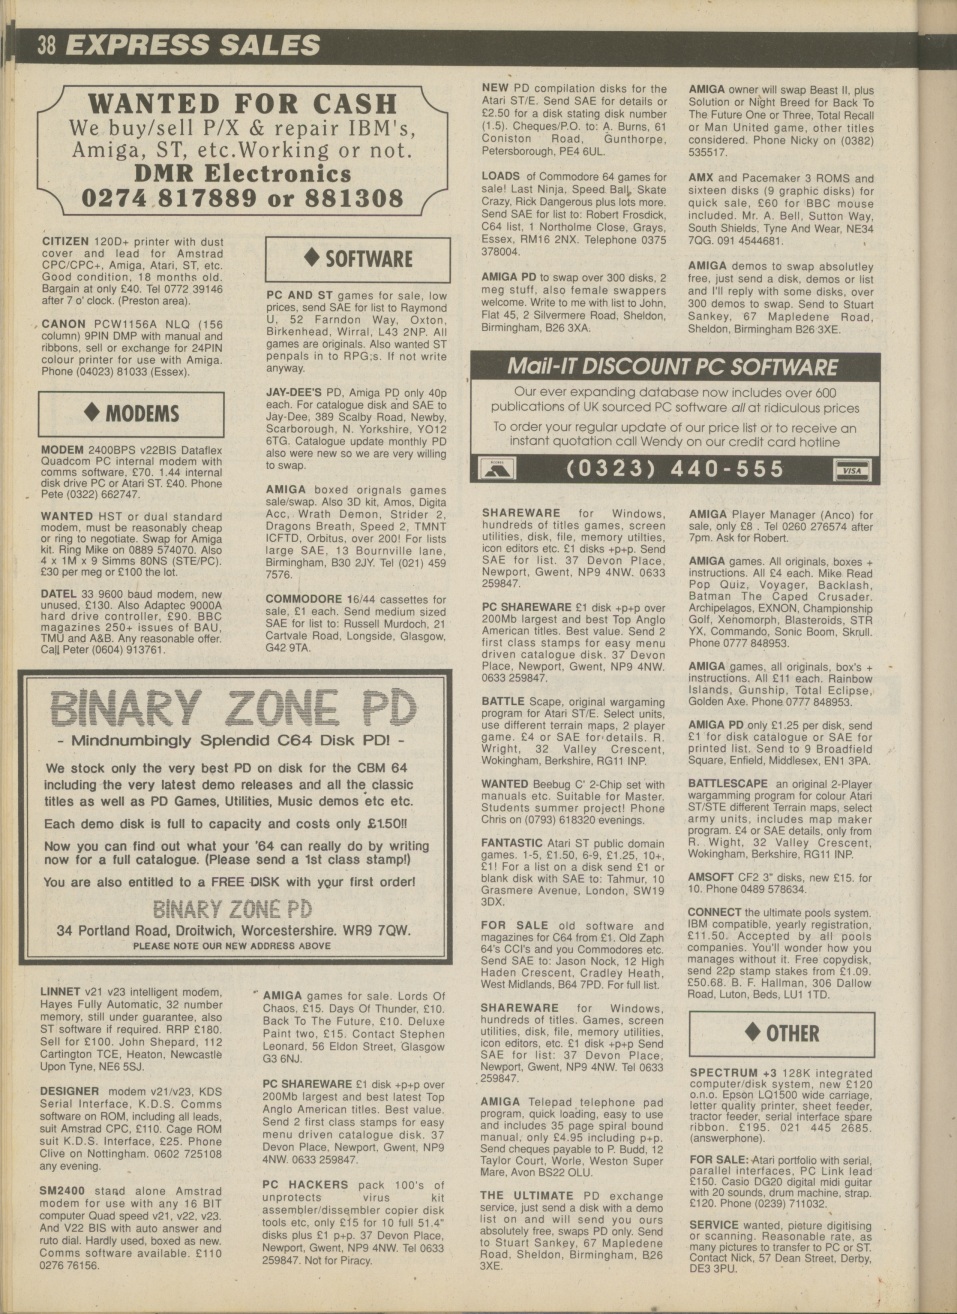 38 EXPRESS SALES
WANTED FOR CASH
We buy/sell P/X & repair IBM's,
Amiga, ST, etc.Working or not.
DMR Electronics
0274 817889 or 881308
CITIZEN 120D+ printer with dust
cover and lead for Amstrad
CPC/CPC+, Amiga, Atari, ST, etc.
Good condition, 18 months old.
Bargain at only £40. Tel 0772 39146
after 7 o' clock. (Preston area).
CANON PCW1156A NLQ (156
column) 9PIN DMP with manual and
ribbons, sell or exchange for 24PIN
colour printer for use with Amiga.
Phone (04023) 81033 (Essex).
◆ MODEMS
MODEM 2400BPS v22BIS Dataflex
Quadcom PC internal modem with
comms software, £70. 1.44 internal
disk drive PC or Atari ST. £40. Phone
Pete (0322) 662747.
WANTED HST or dual standard
modem, must be reasonably cheap
or ring to negotiate. Swap for Amiga
kit. Ring Mike on 0889 574070. Also
4 x 1M x 9 Simms 80NS (STE/PC).
£30 per meg or £100 the lot.
DATEL 33 9600 baud modem, new
unused, £130. Also Adaptec 9000A
hard drive controller, £90. BBC
magazines 250+ issues of BAU,
TMU and A&B. Any reasonable offer.
Call Peter (0604) 913761.
◆ SOFTWARE
PC AND ST games for sale, low
prices, send SAE for list to Raymond
U, 52 Farndon Way, Oxton,
Birkenhead, Wirral, L43 2NP. All
games are originals. Also wanted ST
penpals in to RPG;s. If not write
anyway.
JAY-DEE'S PD, Amiga PD only 40p
each. For catalogue disk and SAE to
Jay-Dee, 389 Scalby Road, Newby,
Scarborough, N. Yorkshire, YO12
6TG. Catalogue update monthly PD
also were new so we are very willing
to swap.
AMIGA boxed orignals games
sale/swap. Also 3D kit, Amos, Digita
Acc, Wrath Demon, Strider 2,
Dragons Breath, Speed 2, TMNT
ICFTD, Orbitus, over 200! For lists
large SAE, 13 Bournville lane,
Birmingham, B30 2JY. Tel (021) 459
7576.
COMMODORE 16/44 cassettes for
sale, £1 each. Send medium sized
SAE for list to: Russell Murdoch, 21
Cartvale Road, Longside, Glasgow,
G42 9TA.
BINARY ZONE PD
- Mindnumbingly Splendid C64 Disk PD! -
We stock only the very best PD on disk for the CBM 64
including the very latest demo releases and all the classic
titles as well as PD Games, Utilities, Music demos etc etc.
Each demo disk is full to capacity and costs only £1.50!!
Now you can find out what your '64 can really do by writing
now for a full catalogue. (Please send a 1st class stamp!)
You are also entitled to a FREE DISK with your first order!
BINARY ZONE PD
34 Portland Road, Droitwich, Worcestershire. WR9 7QW.
PLEASE NOTE OUR NEW ADDRESS ABOVE
LINNET v21 v23 intelligent modem,
Hayes Fully Automatic, 32 number
memory, still under guarantee, also
ST software if required. RRP £180.
Sell for £100. John Shepard, 112
Cartington TCE, Heaton, Newcastle
Upon Tyne, NE6 5SJ.
DESIGNER modem v21/v23, KDS
Serial Interface, K.D.S. Comms
software on ROM, including all leads,
suit Amstrad CPC, £110. Cage ROM
suit K.D.S. Interface, £25. Phone
Clive on Nottingham. 0602 725108
any evening.
SM2400 stand alone Amstrad
modem for use with any 16 BIT
computer Quad speed v21, v22, v23.
And V22 BIS with auto answer and
ruto dial. Hardly used, boxed as new.
Comms software available. £110
0276 76156.
AMIGA games for sale. Lords Of
Chaos, £15. Days Of Thunder, £10.
Back To The Future, £10. Deluxe
Paint two, £15. Contact Stephen
Leonard, 56 Eldon Street, Glasgow
G3 6NJ.
PC SHAREWARE £1 disk +p+p over
200Mb largest and best latest Top
Anglo American titles. Best value.
Send 2 first class stamps for easy
menu driven catalogue disk. 37
Devon Place, Newport, Gwent, NP9
4NW. 0633 259847.
PC HACKERS pack 100's of
unprotects virus kit
assembler/dissembler copier disk
tools etc, only £15 for 10 full 51.4"
disks plus £1 p+p. 37 Devon Place,
Newport, Gwent, NP9 4NW. Tel 0633
259847. Not for Piracy.
NEW PD compilation disks for the
Atari ST/E. Send SAE for details or
£2.50 for a disk stating disk number
(1.5). Cheques/P.O. to: A. Burns, 61
Coniston Road, Gunthorpe,
Petersborough, PE4 6UL.
LOADS of Commodore 64 games for
sale! Last Ninja, Speed Ball, Skate
Crazy, Rick Dangerous plus lots more.
Send SAE for list to: Robert Frosdick,
C64 list, 1 Northolme Close, Grays,
Essex, RM16 2NX. Telephone 0375
378004.
AMIGA PD to swap over 300 disks, 2
meg stuff, also female swappers
welcome. Write to me with list to John,
Flat 45, 2 Silvermere Road, Sheldon,
Birmingham, B26 3XA.
AMIGA owner will swap Beast II, plus
Solution or Night Breed for Back To
The Future One or Three, Total Recall
or Man United game, other titles
considered. Phone Nicky on (0382)
535517.
AMX and Pacemaker 3 ROMS and
sixteen disks (9 graphic disks) for
quick sale, £60 for BBC mouse
included. Mr. A. Bell, Sutton Way,
South Shields, Tyne And Wear, NE34
7QG. 091 4544681.
AMIGA demos to swap absolutley
free, just send a disk, demos or list
and I'll reply with some disks, over
300 demos to swap. Send to Stuart
Sankey, 67 Mapledene Road,
Sheldon, Birmingham B26 3XE.
Mail-IT DISCOUNT PC SOFTWARE
Our ever expanding database now includes over 600
publications of UK sourced PC software all at ridiculous prices
To order your regular update of our price list or to receive an
instant quotation call Wendy on our credit card hotline
(0323) 440-555
VISA
SHAREWARE for Windows,
hundreds of titles games, screen
utilities, disk, file, memory utlities,
icon editors etc. £1 disks +p+p. Send
SAE for list. 37 Devon Place,
Newport, Gwent, NP9 4NW. 0633
259847.
PC SHAREWARE £1 disk +p+p over
200Mb largest and best Top Anglo
American titles. Best value. Send 2
first class stamps for easy menu
driven catalogue disk. 37 Devon
Place, Newport, Gwent, NP9 4NW.
0633 259847.
BATTLE Scape, original wargaming
program for Atari ST/E. Select units,
use different terrain maps, 2 player
game. £4 or SAE for details. R.
Wright, 32 Valley Crescent,
Wokingham, Berkshire, RG11 INP.
WANTED Beebug C' 2-Chip set with
manuals etc. Suitable for Master.
Students summer project! Phone
Chris on (0793) 618320 evenings.
FANTASTIC Atari ST public domain
games. 1-5, £1.50, 6-9, £1.25, 10+,
£1! For a list on a disk send £1 or
blank disk with SAE to: Tahmur, 10
Grasmere Avenue, London, SW19
3DX.
FOR SALE old software and
magazines for C64 from £1. Old Zaph
64's CCI's and you Commodores etc.
Send SAE to: Jason Nock, 12 High
Haden Crescent, Cradley Heath,
West Midlands, B64 7PD. For full list.
SHAREWARE for Windows,
hundreds of titles. Games, screen
utilities, disk, file, memory utilities,
icon editors, etc. £1 disk +p+p Send
SAE for list: 37 Devon Place,
Newport, Gwent, NP9 4NW. Tel 0633
259847.
AMIGA Telepad telephone pad
program, quick loading, easy to use
and includes 35 page spiral bound
manual, only £4.95 including p+p.
Send cheques payable to P. Budd, 12
Taylor Court, Worle, Weston Super
Mare, Avon BS22 OLU.
THE ULTIMATE PD exchange
service, just send a disk with a demo
list on and will send you ours
absolutely free, swaps PD only. Send
to Stuart Sankey, 67 Mapledene
Road, Sheldon, Birmingham, B26
3XE.
AMIGA Player Manager (Anco) for
sale, only £8 . Tel 0260 276574 after
7pm. Ask for Robert.
AMIGA games. All originals, boxes +
instructions. All £4 each. Mike Read
Pop Quiz, Voyager, Backlash,
Batman The Caped Crusader.
Archipelagos, EXNON, Championship
Golf, Xenomorph, Blasteroids, STR
YX, Commando, Sonic Boom, Skrull.
Phone 0777 848953.
AMIGA games, all originals, box's +
instructions. All £11 each. Rainbow
Islands, Gunship, Total Eclipse,
Golden Axe. Phone 0777 848953.
AMIGA PD only £1.25 per disk, send
£1 for disk catalogue or SAE for
printed list. Send to 9 Broadfield
Square, Enfield, Middlesex, EN1 3PA.
BATTLESCAPE an original 2-Player
wargamming program for colour Atari
ST/STE different Terrain maps, select
army units, includes map maker
program. £4 or SAE details, only from
R. Wight, 32 Valley Crescent,
Wokingham, Berkshire, RG11 INP.
AMSOFT CF2 3" disks, new £15. for
10. Phone 0489 578634.
CONNECT the ultimate pools system.
IBM compatible, yearly registration,
£11.50. Accepted by all pools
companies. You'll wonder how you
manages without it. Free copydisk,
send 22p stamp stakes from £1.09.
£50.68. B. F. Hallman, 306 Dallow
Road, Luton, Beds, LU1 1TD.
◆ OTHER
SPECTRUM +3 128K integrated
computer/disk system, new £120
o.n.o. Epson LQ1500 wide carriage,
letter quality printer, sheet feeder,
tractor feeder, serial interface spare
ribbon. £195. 021 445 2685.
(answerphone).
FOR SALE: Atari portfolio with serial,
parallel interfaces, PC Link lead
£150. Casio DG20 digital midi guitar
with 20 sounds, drum machine, strap.
£120. Phone (0239) 711032.
SERVICE wanted, picture digitising
or scanning. Reasonable rate, as
many pictures to transfer to PC or ST.
Contact Nick, 57 Dean Street, Derby,
DE3 3PU.